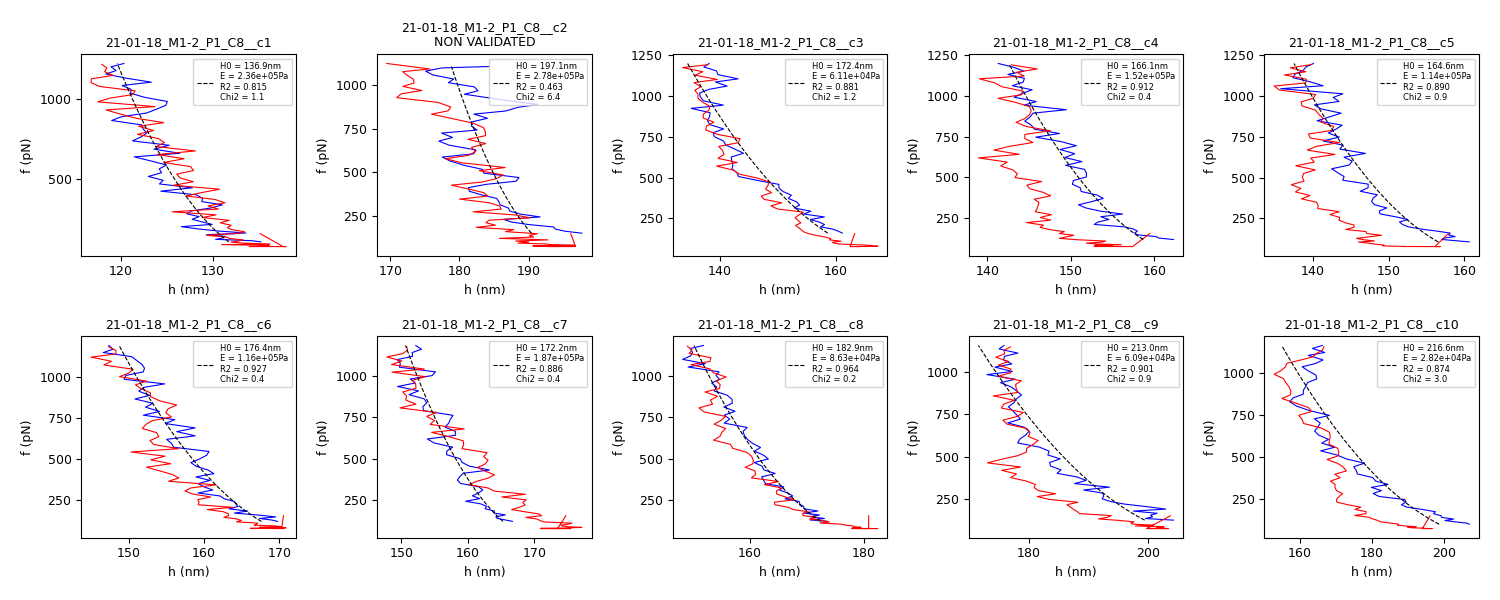 21-01-18_M1-2_P1_C8__c1
H0 = 136.9nm
E = 2.36e+05Pa
R2 = 0.815
Chi2 = 1.1
1000
500
f (pN)
120 130
h (nm)
21-01-18_M1-2_P1_C8__c2
NON VALIDATED
H0 = 197.1nm
E = 2.78e+05Pa
R2 = 0.463
Chi2 = 6.4
1000
750
500
250
f (pN)
170 180 190
h (nm)
21-01-18_M1-2_P1_C8__c3
H0 = 172.4nm
E = 6.11e+04Pa
R2 = 0.881
Chi2 = 1.2
1250
1000
750
500
250
f (pN)
140 160
h (nm)
21-01-18_M1-2_P1_C8__c4
H0 = 166.1nm
E = 1.52e+05Pa
R2 = 0.912
Chi2 = 0.4
1250
1000
750
500
250
f (pN)
140 150 160
h (nm)
21-01-18_M1-2_P1_C8__c5
H0 = 164.6nm
E = 1.14e+05Pa
R2 = 0.890
Chi2 = 0.9
1250
1000
750
500
250
f (pN)
140 150 160
h (nm)
21-01-18_M1-2_P1_C8__c6
H0 = 176.4nm
E = 1.16e+05Pa
R2 = 0.927
Chi2 = 0.4
1000
750
500
250
f (pN)
150 160 170
h (nm)
21-01-18_M1-2_P1_C8__c7
H0 = 172.2nm
E = 1.87e+05Pa
R2 = 0.886
Chi2 = 0.4
1000
750
500
250
f (pN)
150 160 170
h (nm)
21-01-18_M1-2_P1_C8__c8
H0 = 182.9nm
E = 8.63e+04Pa
R2 = 0.964
Chi2 = 0.2
1000
750
500
250
f (pN)
160 180
h (nm)
21-01-18_M1-2_P1_C8__c9
H0 = 213.0nm
E = 6.09e+04Pa
R2 = 0.901
Chi2 = 0.9
1000
750
500
250
f (pN)
180 200
h (nm)
21-01-18_M1-2_P1_C8__c10
H0 = 216.6nm
E = 2.82e+04Pa
R2 = 0.874
Chi2 = 3.0
1000
750
500
250
f (pN)
160 180 200
h (nm)